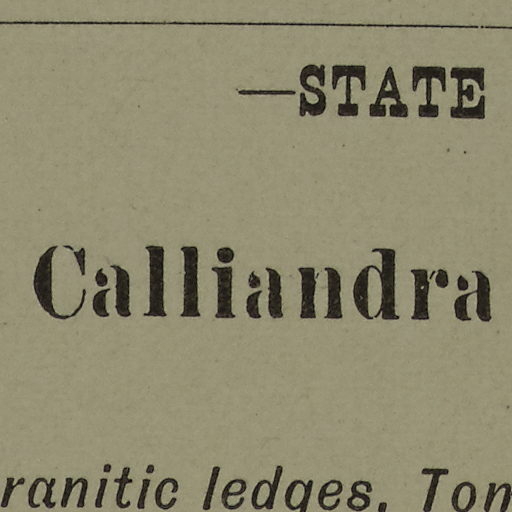 —STATE
Calliandra
ranitic ledges. Ton